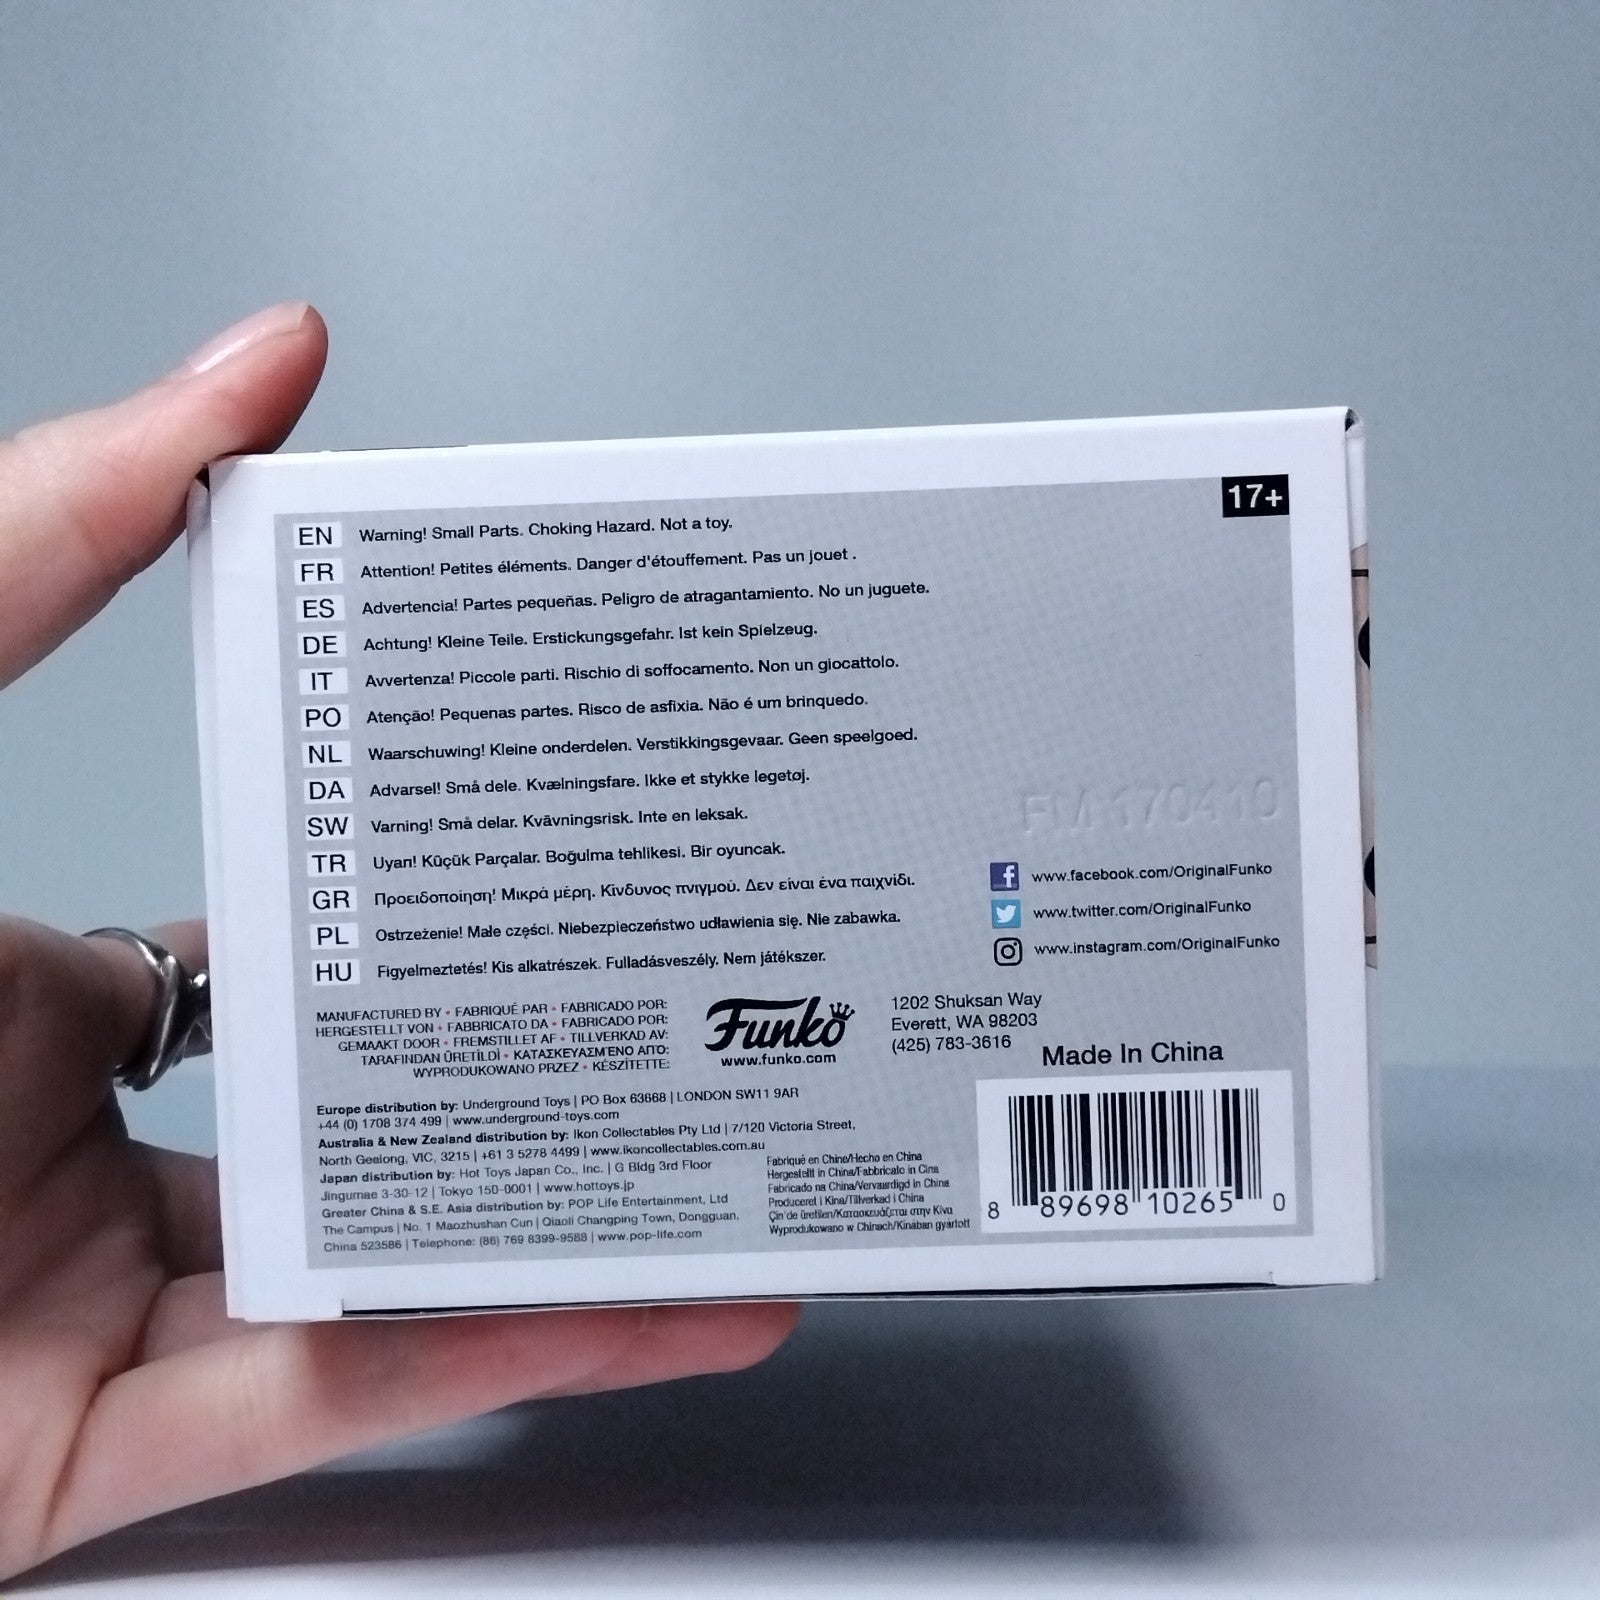 17+
EN Warning! Small Parts. Choking Hazard. Not a toy.
FR Attention! Petites éléments. Danger d'étouffement. Pas un jouet .
ES Advertencia! Partes pequeñas. Peligro de atragantamiento. No un juguete.
DE Achtung! Kleine Teile. Erstickungsgefahr. Ist kein Spielzeug.
IT Avvertenza! Piccole parti. Rischio di soffocamento. Non un giocattolo.
PO Atenção! Pequenas partes. Risco de asfixia. Não é um brinquedo.
NL Waarschuwing! Kleine onderdelen. Verstikkingsgevaar. Geen speelgoed.
DA Advarsel! Små dele. Kvælningsfare. Ikke et stykke legetøj.
SW Varning! Små delar. Kvävningsrisk. Inte en leksak.
TR Uyan! Küçük Parçalar. Boğulma tehlikesi. Bir oyuncak.
GR Προειδοποίηση! Μικρά μέρη. Κίνδυνος πνιγμού. Δεν είναι ένα παιχνίδι.
PL Ostrzeżenie! Małe części. Niebezpieczeństwo udławienia się. Nie zabawka.
HU Figyelmeztetés! Kis alkatrészek. Fulladásveszély. Nem játékszer.
FM 170410
www.facebook.com/OriginalFunko
www.twitter.com/OriginalFunko
www.instagram.com/OriginalFunko
MANUFACTURED BY • FABRIQUÉ PAR • FABRICADO POR:
HERGESTELLT VON • FABBRICATO DA • FABRICADO POR:
GEMAAKT DOOR • FREMSTILLET AF • TILLVERKAD AV:
TARAFINDAN ÜRETİLDİ • ΚΑΤΑΣΚΕΥΑΣΜΈΝΟ ΑΠΌ:
WYPRODUKOWANO PRZEZ • KÉSZÍTETTE:
Funko
www.funko.com
1202 Shuksan Way
Everett, WA 98203
(425) 783-3616
Made In China
Europe distribution by: Underground Toys | PO Box 63668 | LONDON SW11 9AR
+44 (0) 1708 374 499 | www.underground-toys.com
Australia & New Zealand distribution by: Ikon Collectables Pty Ltd | 7/120 Victoria Street,
North Geelong, VIC, 3215 | +61 3 5278 4499 | www.ikoncollectables.com.au
Japan distribution by: Hot Toys Japan Co., Inc. | G Bldg 3rd Floor
Jingumae 3-30-12 | Tokyo 150-0001 | www.hottoys.jp
Greater China & S.E. Asia distribution by: POP Life Entertainment, Ltd
The Campus | No. 1 Maozhushan Cun | Qiaoli Changping Town, Dongguan,
China 523586 | Telephone: (86) 769 8399-9588 | www.pop-life.com
Fabriqué en Chine/Hecho en China
Hergestellt in China/Fabbricato in Cina
Fabricado na China/Vervaardigd in China
Produceret i Kina/Tillverkad i China
Çin'de üretilen/Κατασκευάζεται στην Κίνα
Wyprodukowano w Chinach/Kínában gyártott
8 89698 10265 0